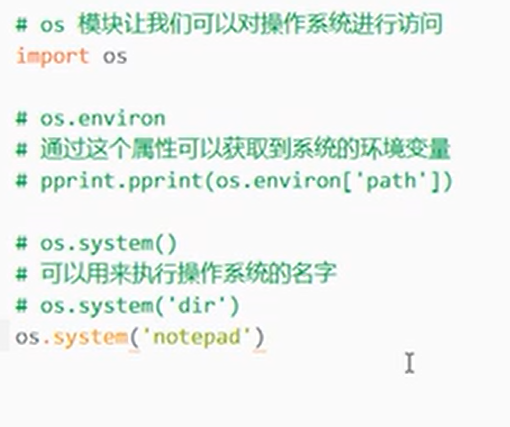 # os 模块让我们可以对操作系统进行访问
import os
# os.environ
# 通过这个属性可以获取到系统的环境变量
# pprint.pprint(os.environ['path'])
# os.system()
# 可以用来执行操作系统的名字
# os.system('dir')
os.system('notepad')